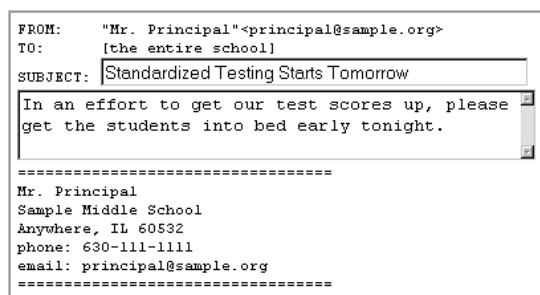 FROM: "Mr. Principal"<principal@sample.org>
TO: [the entire school]
SUBJECT: Standardized Testing Starts Tomorrow
In an effort to get our test scores up, please
get the students into bed early tonight.
==================================
Mr. Principal
Sample Middle School
Anywhere, IL 60532
phone: 630-111-1111
email: principal@sample.org
==================================